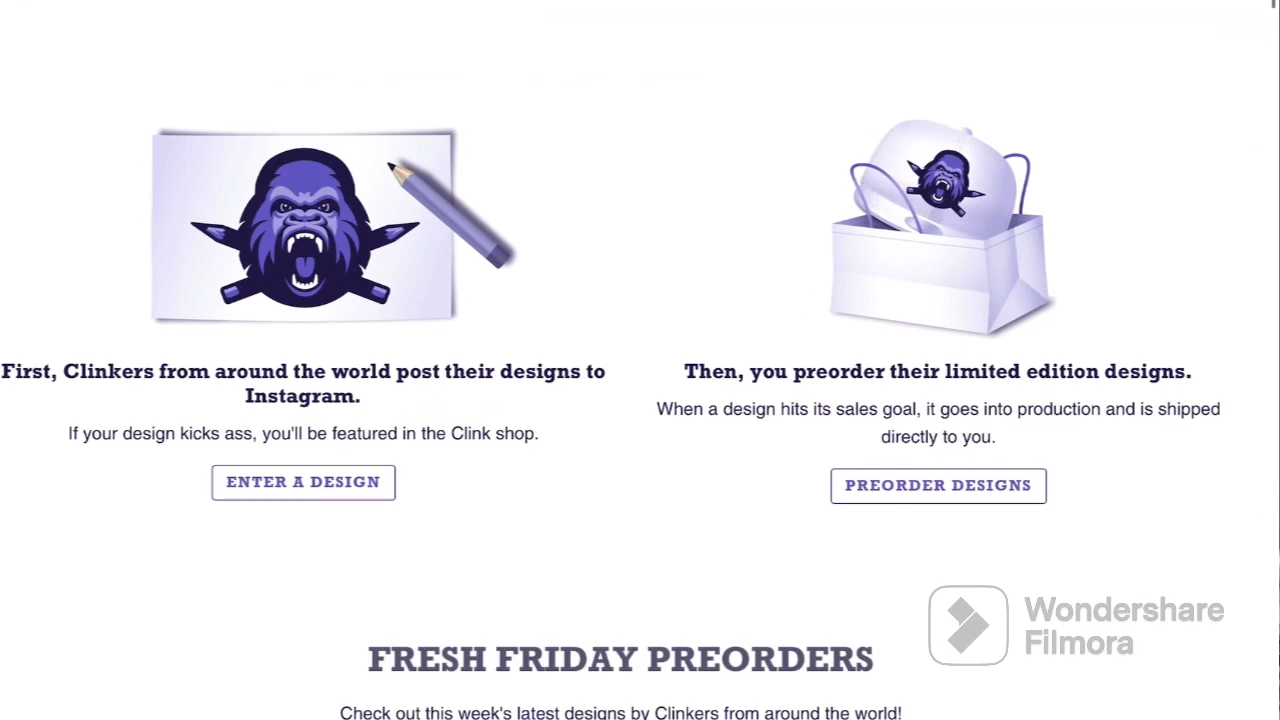 First, Clinkers from around the world post their designs to
Instagram.
If your design kicks ass, you'll be featured in the Clink shop.
ENTER A DESIGN
Then, you preorder their limited edition designs.
When a design hits its sales goal, it goes into production and is shipped
directly to you.
PREORDER DESIGNS
Wondershare
Filmora
FRESH FRIDAY PREORDERS
Check out this week's latest designs by Clinkers from around the world!